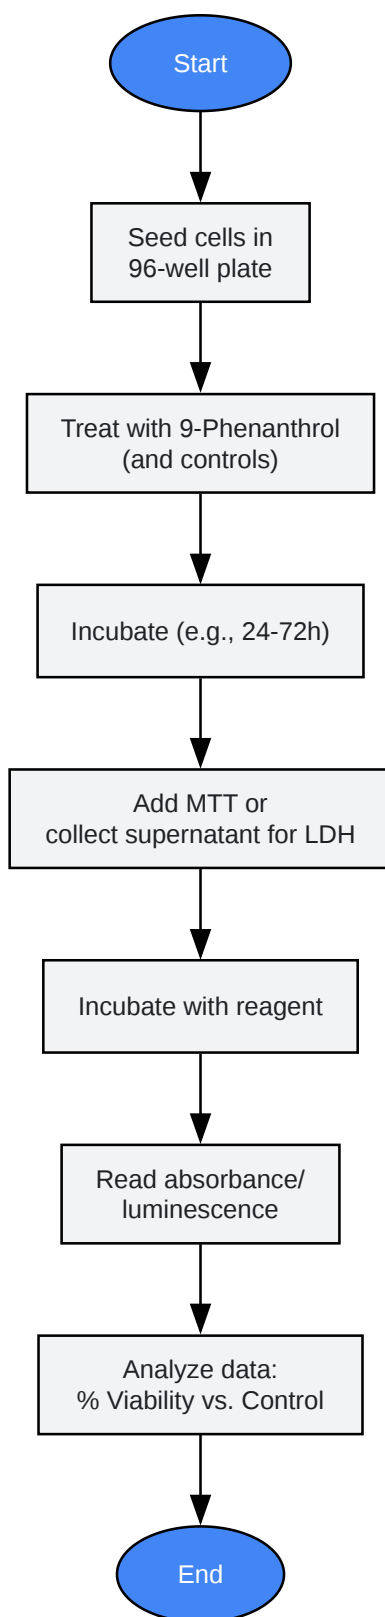 Start
Seed cells in
96-well plate
Treat with 9-Phenanthrol
(and controls)
Incubate (e.g., 24-72h)
Add MTT or
collect supernatant for LDH
Incubate with reagent
Read absorbance/
luminescence
Analyze data:
% Viability vs. Control
End